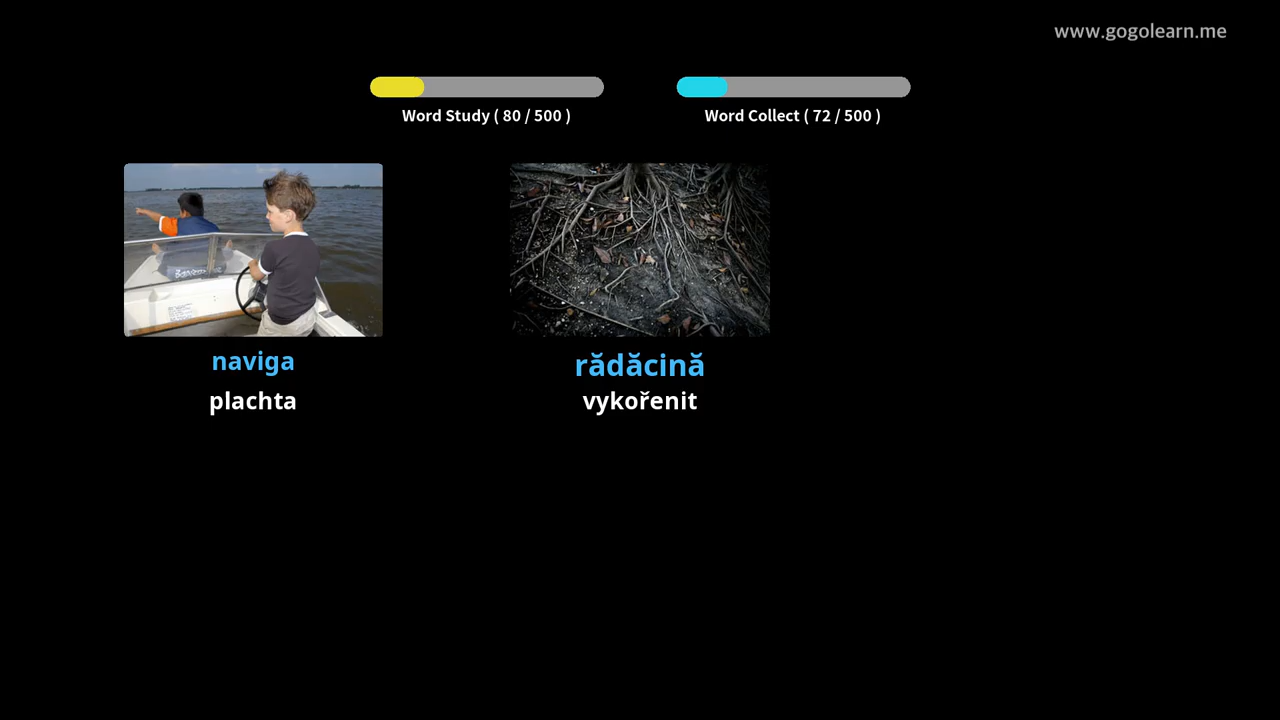 www.gogolearn.me
Word Study ( 80 / 500 )
Word Collect ( 72 / 500 )
naviga
plachta
rădăcină
vykořenit